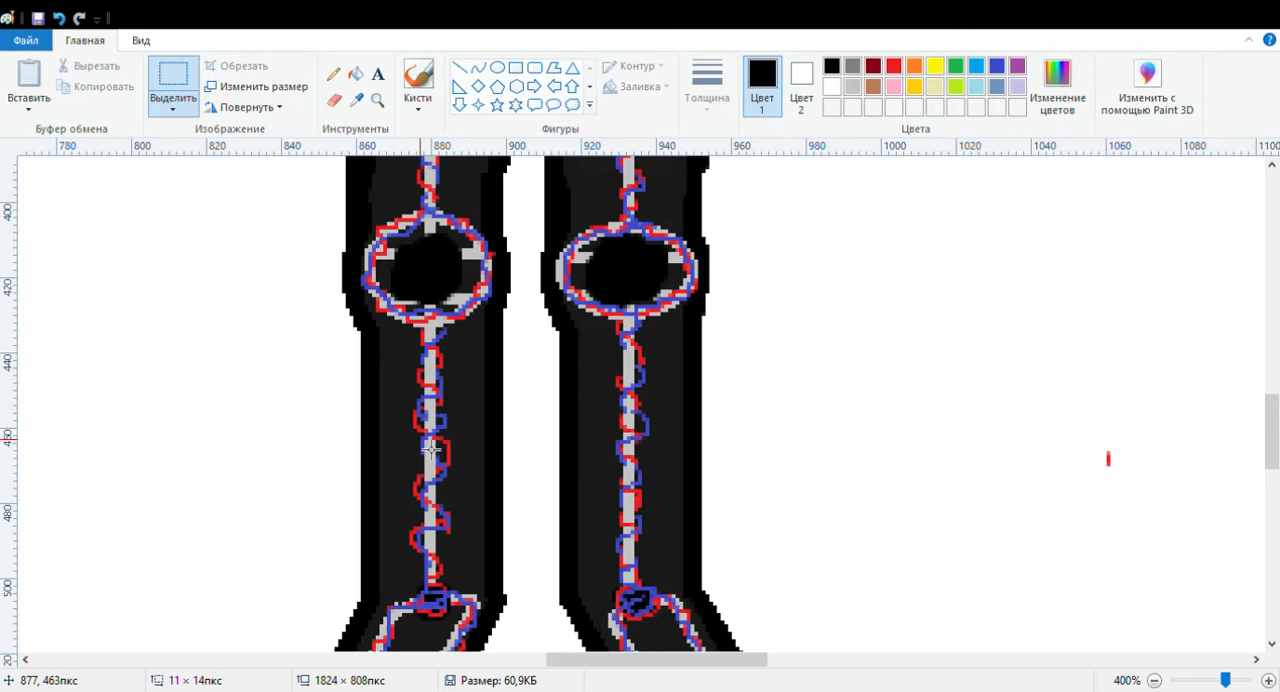 Файл Главная Вид
Вставить
Вырезать
Копировать
Буфер обмена
Выделить
Обрезать
Изменить размер
Повернуть
Изображение
A
Инструменты
Кисти
Контур
Заливка
Фигуры
Толщина
Цвет 1
Цвет 2
Изменение цветов
Цвета
Изменить с помощью Paint 3D
780 800 820 840 860 880 900 920 940 960 980 1000 1020 1040 1060 1080 1100
400
420
440
460
480
500
20
877, 463пкс 11 × 14пкс 1824 × 808пкс Размер: 60,9КБ 400%